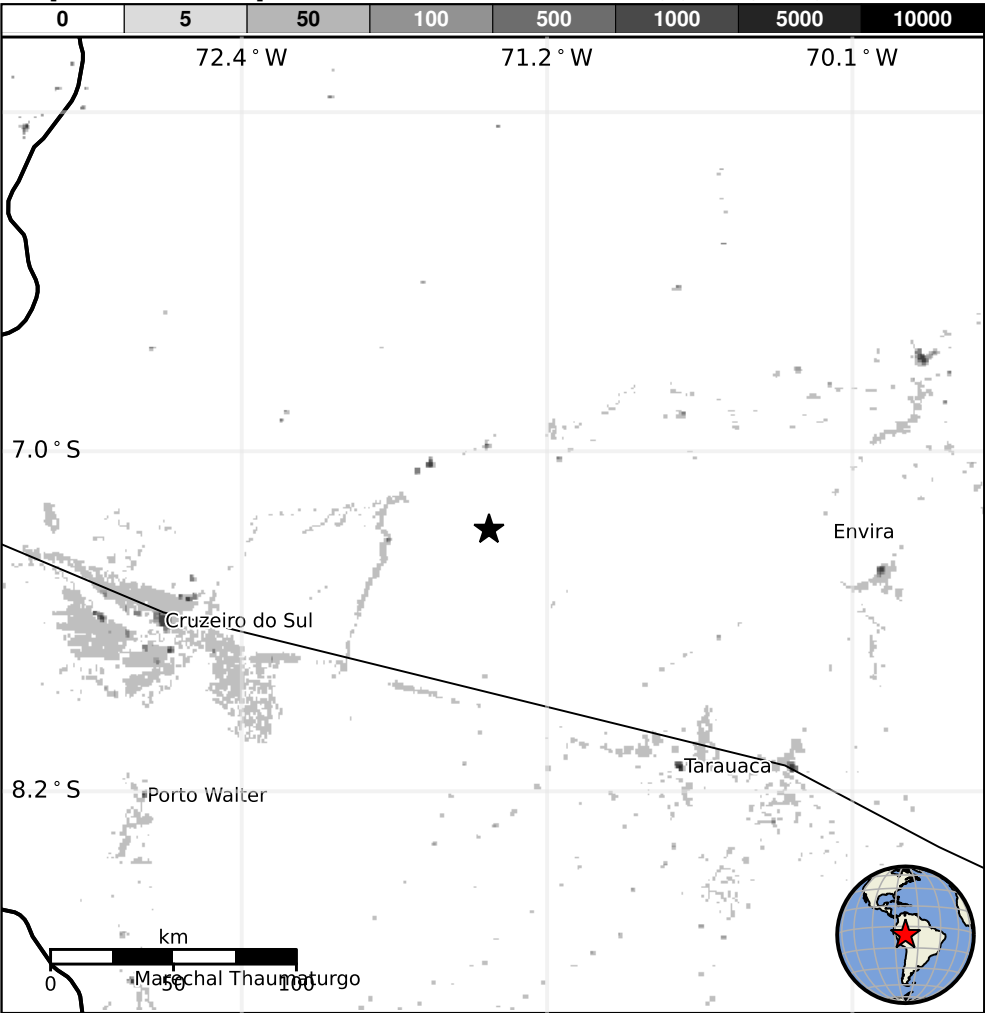 0 5 50 100 500 1000 5000 10000
72.4°W 71.2°W 70.1°W
7.0°S
Envira
Cruzeiro do Sul
Tarauaca
8.2°S
Porto Walter
km
Marechal Thaumaturgo
0 50 100